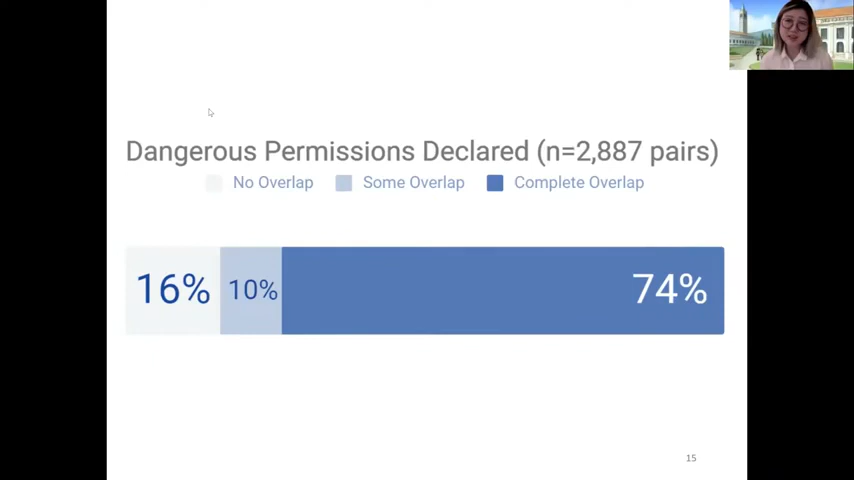 Dangerous Permissions Declared (n=2,887 pairs)
No Overlap Some Overlap Complete Overlap
16% 10% 74%
15